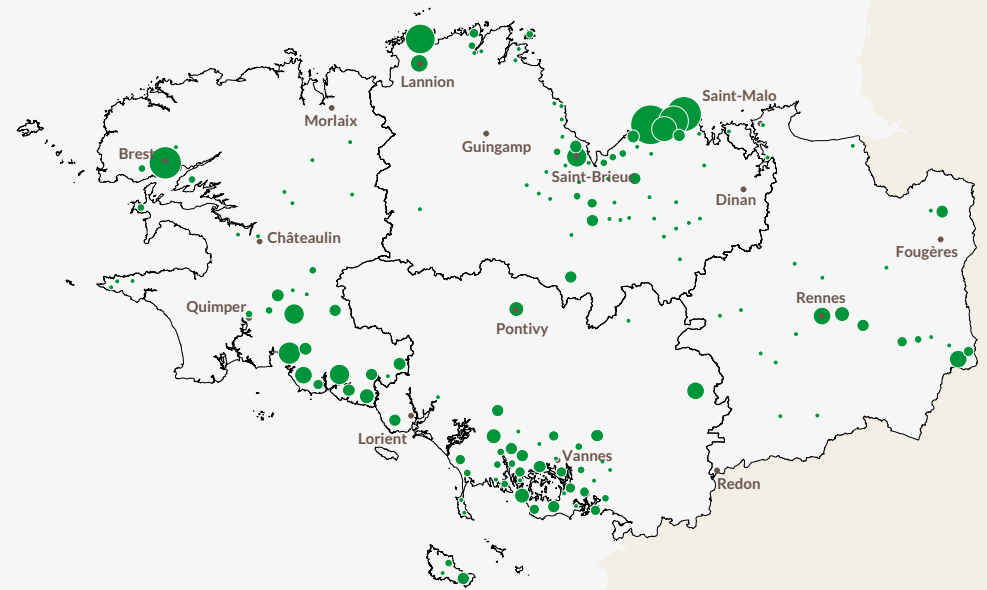 Lannion
Saint-Malo
Morlaix
Guingamp
Brest
Saint-Brieuc
Dinan
Châteaulin
Fougères
Quimper
Rennes
Pontivy
Lorient
Vannes
Redon